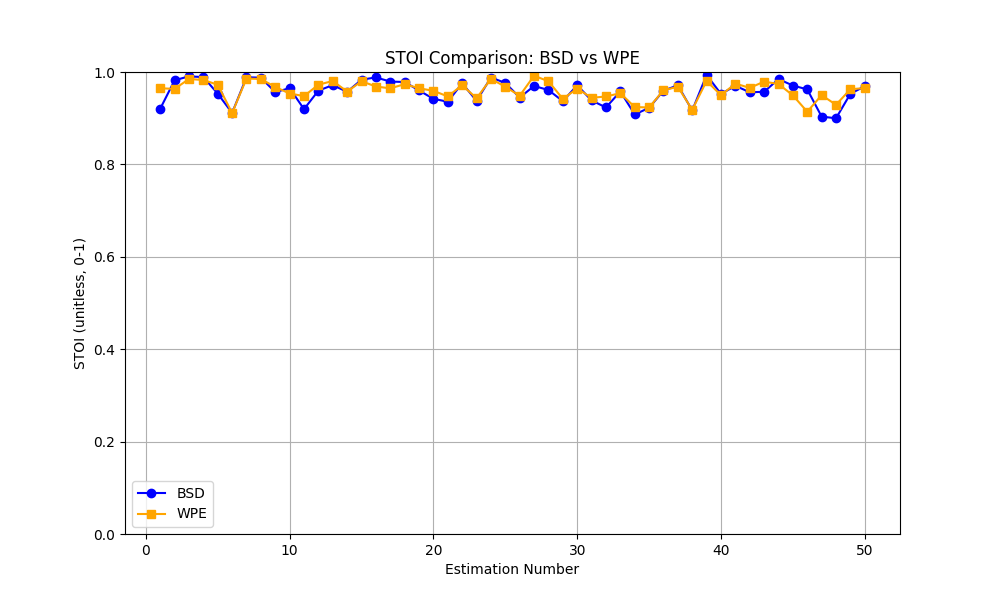 STOI Comparison: BSD vs WPE
STOI (unitless, 0-1)
1.0
0.8
0.6
0.4
0.2
0.0
BSD
WPE
0 10 20 30 40 50
Estimation Number